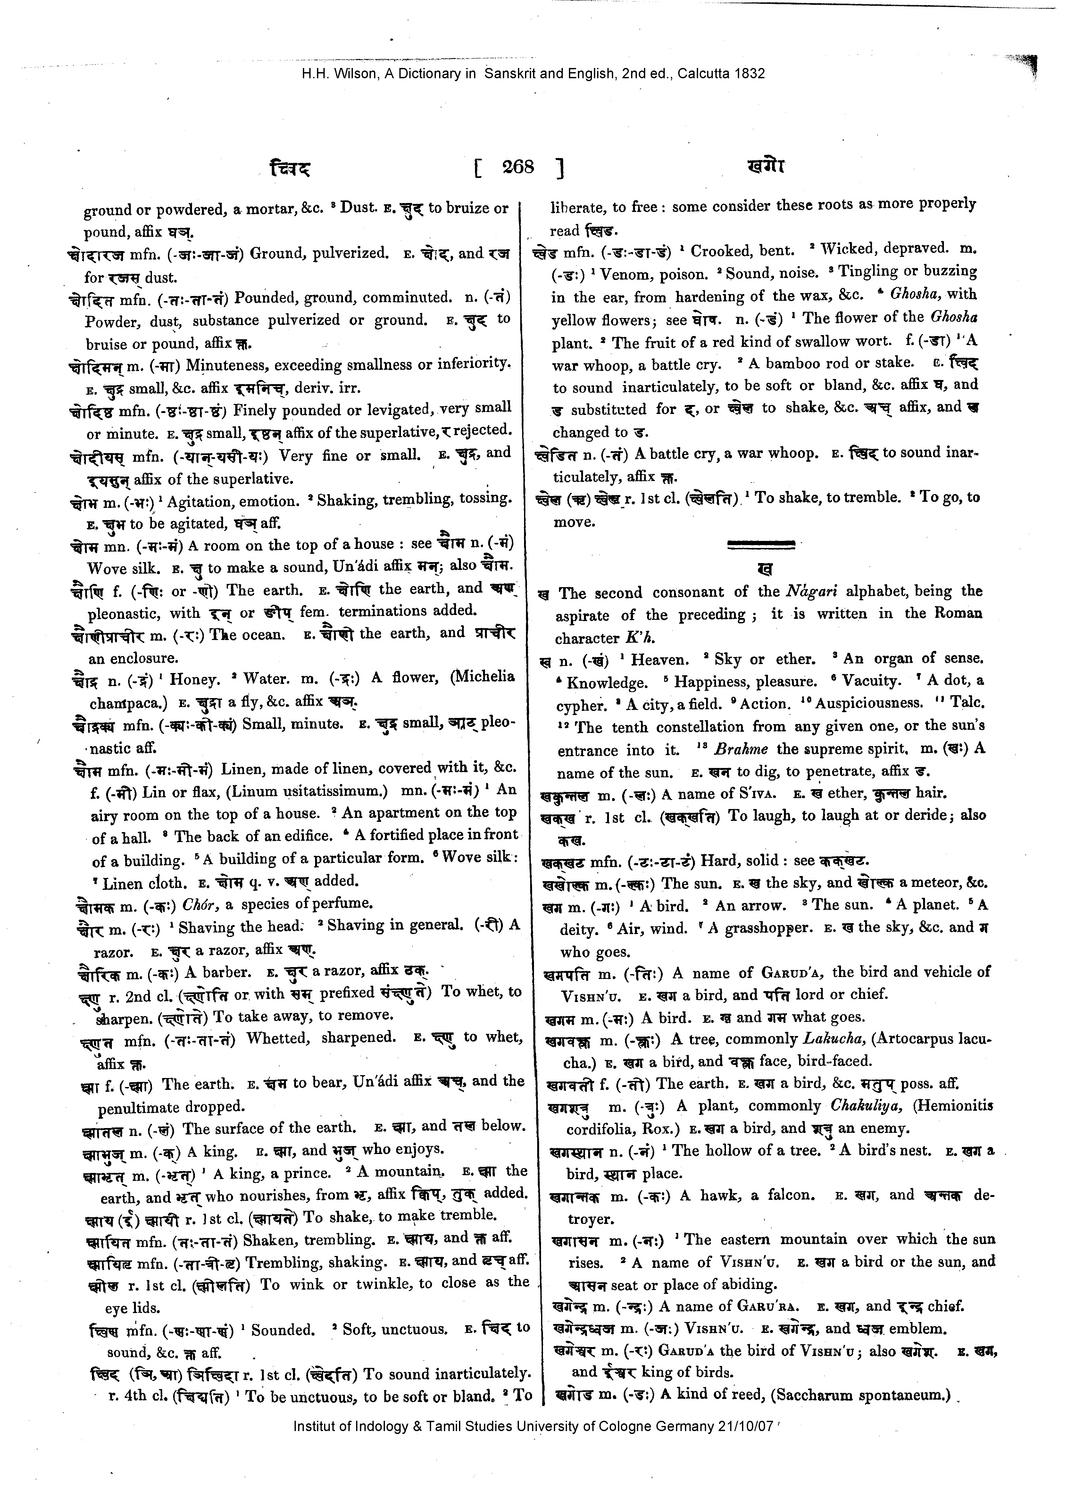 H.H. Wilson, A Dictionary in Sanskrit and English, 2nd ed., Calcutta 1832
क्ष्विद
[ 268 ]
खगो
ground or powdered, a mortar, &c. ³ Dust. E. क्षुद् to bruize or
pound, affix घञ्.
क्षोदारज mfn. (-जः-जा-जं) Ground, pulverized. E. क्षोद, and रज
for रजस् dust.
क्षोदित mfn. (-तः-ता-तं) Pounded, ground, comminuted. n. (-तं)
Powder, dust, substance pulverized or ground. E. क्षुद् to
bruise or pound, affix क्त.
क्षोदिमन् m. (-मा) Minuteness, exceeding smallness or inferiority.
E. क्षुद्र small, &c. affix इमनिच्, deriv. irr.
क्षोदिष्ठ mfn. (-ष्ठः-ष्ठा-ष्ठं) Finely pounded or levigated, very small
or minute. E. क्षुद्र small, इष्ठन् affix of the superlative, र rejected.
क्षोदीयस् mfn. (-यान्-यसी-यः) Very fine or small. E. क्षुद्र, and
इयसुन् affix of the superlative.
क्षोभ m. (-भः) ¹ Agitation, emotion. ² Shaking, trembling, tossing.
E. क्षुभ to be agitated, घञ् aff.
क्षोम mn. (-मः-मं) A room on the top of a house : see क्षौम n. (-मं)
Wove silk. E. क्षु to make a sound, Un'ádi affix मन्; also क्षौम.
क्षौणि f. (-णिः or -णी) The earth. E. क्षोणि the earth, and अण्
pleonastic, with इन् or ङीप् fem. terminations added.
क्षौणीप्राचीर m. (-रः) The ocean. E. क्षौणी the earth, and प्राचीर
an enclosure.
क्षौद्र n. (-द्रं) ¹ Honey. ² Water. m. (-द्रः) A flower, (Michelia
champaca.) E. क्षुद्रा a fly, &c. affix अञ्.
क्षौद्रक्य mfn. (-क्यः-की-क्यं) Small, minute. E. क्षुद्र small, ष्यञ् pleo-
nastic aff.
क्षौम mfn. (-मः-मी-मं) Linen, made of linen, covered with it, &c.
f. (-मी) Lin or flax, (Linum usitatissimum.) mn. (-मः-मं) ¹ An
airy room on the top of a house. ² An apartment on the top
of a hall. ³ The back of an edifice. ⁴ A fortified place in front
of a building. ⁵ A building of a particular form. ⁶ Wove silk:
⁷ Linen cloth. E. क्षोम q. v. अण् added.
क्षौमक m. (-कः) Chór, a species of perfume.
क्षौर m. (-रः) ¹ Shaving the head. ² Shaving in general. (-री) A
razor. E. क्षुर a razor, affix अण्.
क्षौरिक m. (-कः) A barber. E. क्षुर a razor, affix ठक्.
क्ष्णु r. 2nd cl. (क्ष्णौति or with सम् prefixed संक्ष्णुते) To whet, to
sharpen. (क्ष्णौते) To take away, to remove.
क्ष्णुत mfn. (-तः-ता-तं) Whetted, sharpened. E. क्ष्णु to whet,
affix क्त.
क्ष्मा f. (-क्ष्मा) The earth. E. क्षम to bear, Un'ádi affix अच्, and the
penultimate dropped.
क्ष्मातल n. (-लं) The surface of the earth. E. क्ष्मा, and तल below.
क्ष्माभुज् m. (-क्) A king. E. क्ष्मा, and भुज् who enjoys.
क्ष्माभृत् m. (-भृत्) ¹ A king, a prince. ² A mountain. E. क्ष्मा the
earth, and भृत् who nourishes, from भृ, affix क्विप्, तुक् added.
क्ष्माय (ई) क्ष्मायी r. 1st cl. (क्ष्मायते) To shake, to make tremble.
क्ष्मायित mfn. (तः-ता-तं) Shaken, trembling. E. क्ष्माय, and क्त aff.
क्ष्मायितृ mfn. (-ता-त्री-तृ) Trembling, shaking. E. क्ष्माय, and तृच् aff.
क्ष्मील r. 1st cl. (क्ष्मीलति) To wink or twinkle, to close as the
eye lids.
क्ष्विण्ण mfn. (-ण्णः-ण्णा-ण्णं) ¹ Sounded. ² Soft, unctuous. E. क्ष्विद to
sound, &c. क्त aff.
क्ष्विद (ञि, आ) ञिक्ष्विदा r. 1st cl. (क्ष्वेदति) To sound inarticulately.
r. 4th cl. (क्ष्विद्यति) ¹ To be unctuous, to be soft or bland. ² To
liberate, to free : some consider these roots as more properly
read क्ष्विड.
क्ष्वेड mfn. (-डः-डा-डं) ¹ Crooked, bent. ² Wicked, depraved. m.
(-डः) ¹ Venom, poison. ² Sound, noise. ³ Tingling or buzzing
in the ear, from hardening of the wax, &c. ⁴ Ghosha, with
yellow flowers; see घोष. n. (-डं) ¹ The flower of the Ghosha
plant. ² The fruit of a red kind of swallow wort. f. (-डा) ¹ A
war whoop, a battle cry. ² A bamboo rod or stake. E. क्ष्विद्
to sound inarticulately, to be soft or bland, &c. affix घ, and
ड substituted for द्, or क्ष्वेल to shake, &c. अच् affix, and ल
changed to ड.
क्ष्वेडित n. (-तं) A battle cry, a war whoop. E. क्ष्विद to sound inar-
ticulately, affix क्त.
क्ष्वेल (ऋ) क्ष्वेलृ r. 1st cl. (क्ष्वेलति) ¹ To shake, to tremble. ² To go, to
move.
ख
ख The second consonant of the Nágari alphabet, being the
aspirate of the preceding ; it is written in the Roman
character K'h.
ख n. (-खं) ¹ Heaven. ² Sky or ether. ³ An organ of sense.
⁴ Knowledge. ⁵ Happiness, pleasure. ⁶ Vacuity. ⁷ A dot, a
cypher. ⁸ A city, a field. ⁹ Action. ¹⁰ Auspiciousness. ¹¹ Talc.
¹² The tenth constellation from any given one, or the sun's
entrance into it. ¹³ Brahme the supreme spirit. m. (खः) A
name of the sun. E. खन to dig, to penetrate, affix ड.
खकुन्तल m. (-लः) A name of S'IVA. E. ख ether, कुन्तल hair.
खक्ख r. 1st cl. (खक्खति) To laugh, to laugh at or deride; also
कख.
खक्खट mfn. (-टः-टा-टं) Hard, solid : see कक्खट.
खखोल्क m. (-ल्कः) The sun. E. ख the sky, and खोल्क a meteor, &c.
खग m. (-गः) ¹ A bird. ² An arrow. ³ The sun. ⁴ A planet. ⁵ A
deity. ⁶ Air, wind. ⁷ A grasshopper. E. ख the sky, &c. and ग
who goes.
खगपति m. (-तिः) A name of GARUD'A, the bird and vehicle of
VISHN'U. E. खग a bird, and पति lord or chief.
खगम m. (-मः) A bird. E. ख and गम what goes.
खगवक्त्र m. (-क्त्रः) A tree, commonly Lakucha, (Artocarpus lacu-
cha.) E. खग a bird, and वक्त्र face, bird-faced.
खगवती f. (-ती) The earth. E. खग a bird, &c. मतुप् poss. aff.
खगशत्रु m. (-त्रुः) A plant, commonly Chakuliya, (Hemionitis
cordifolia, Rox.) E. खग a bird, and शत्रु an enemy.
खगस्थान n. (-नं) ¹ The hollow of a tree. ² A bird's nest. E. खग a
bird, स्थान place.
खगान्तक m. (-कः) A hawk, a falcon. E. खग, and अन्तक de-
troyer.
खगासन m. (-नः) ¹ The eastern mountain over which the sun
rises. ² A name of VISHN'U. E. खग a bird or the sun, and
आसन seat or place of abiding.
खगेन्द्र m. (-न्द्रः) A name of GARU'RA. E. खग, and इन्द्र chief.
खगेन्द्रध्वज m. (-जः) VISHN'U. E. खगेन्द्र, and ध्वज emblem.
खगेश्वर m. (-रः) GARUD'A the bird of VISHN'U ; also खगेश. E. खग,
and ईश्वर king of birds.
खगोड m. (-डः) A kind of reed, (Saccharum spontaneum.)
Institut of Indology & Tamil Studies University of Cologne Germany 21/10/07